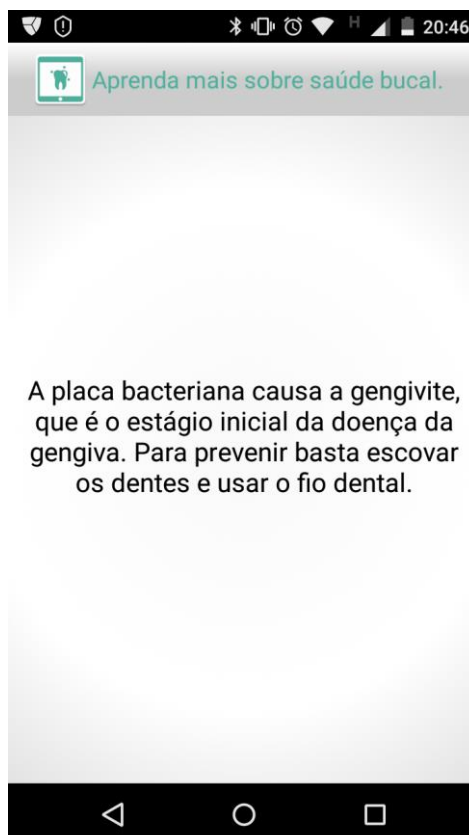 H 20:46
Aprenda mais sobre saúde bucal.
A placa bacteriana causa a gengivite,
que é o estágio inicial da doença da
gengiva. Para prevenir basta escovar
os dentes e usar o fio dental.